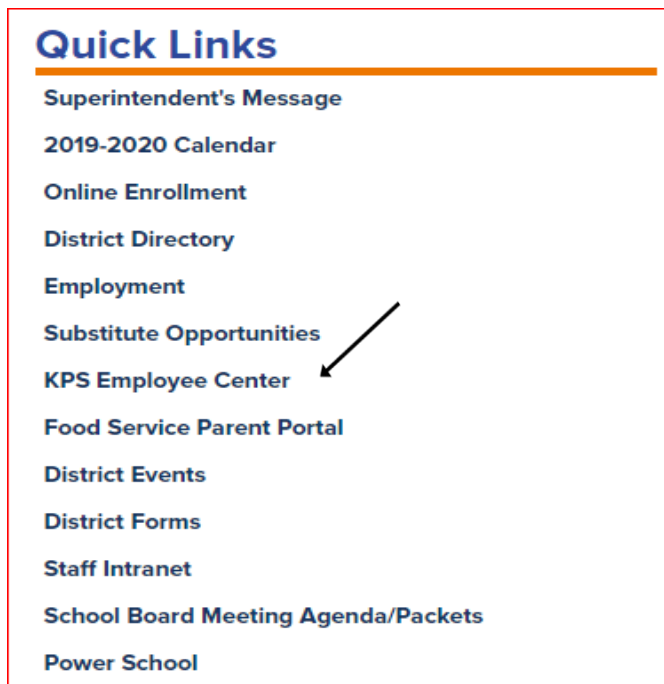 Quick Links
Superintendent's Message
2019-2020 Calendar
Online Enrollment
District Directory
Employment
Substitute Opportunities
KPS Employee Center
Food Service Parent Portal
District Events
District Forms
Staff Intranet
School Board Meeting Agenda/Packets
Power School